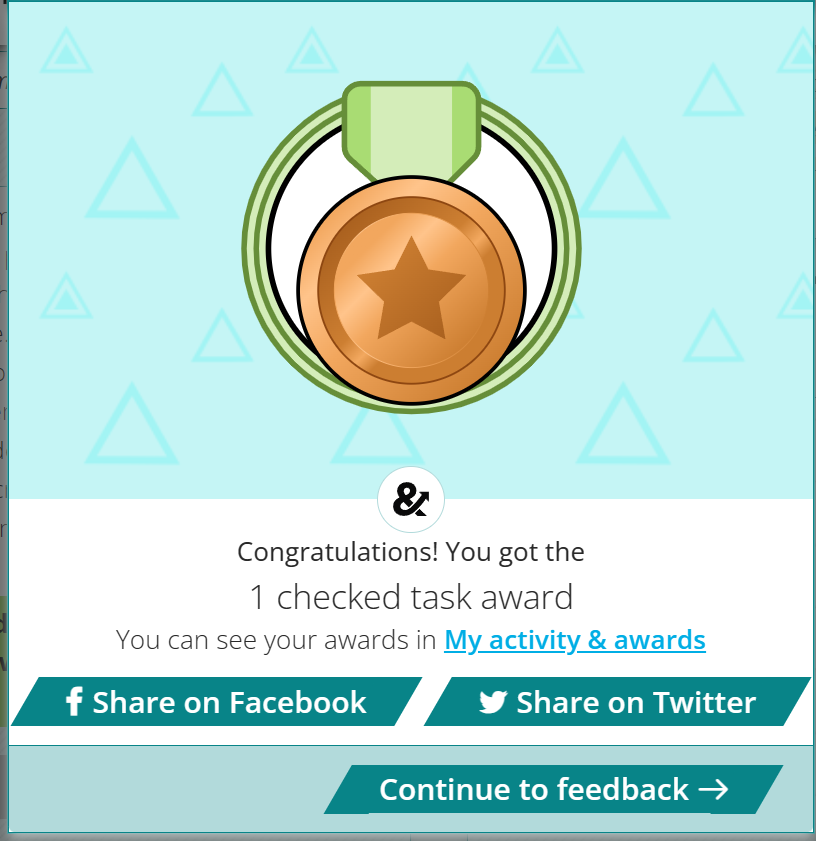 &
Congratulations! You got the
1 checked task award
You can see your awards in My activity & awards
Share on Facebook
Share on Twitter
Continue to feedback →